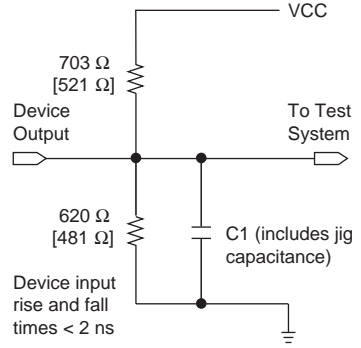 VCC
703 Ω
[521 Ω]
Device
Output
To Test
System
620 Ω
[481 Ω]
C1 (includes jig
capacitance)
Device input
rise and fall
times < 2 ns